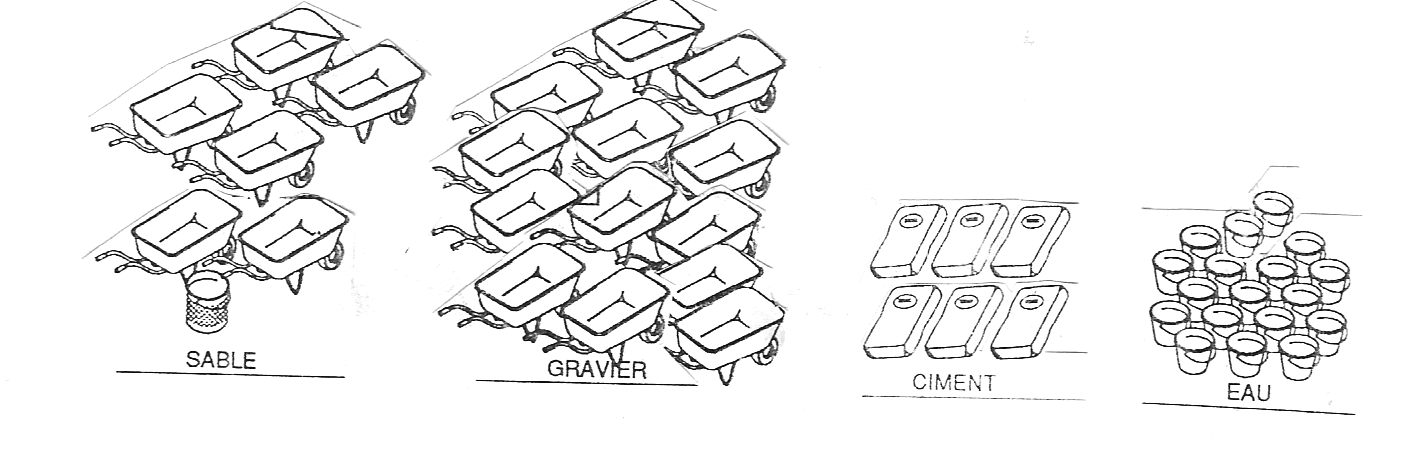 SABLE
GRAVIER
CIMENT
EAU